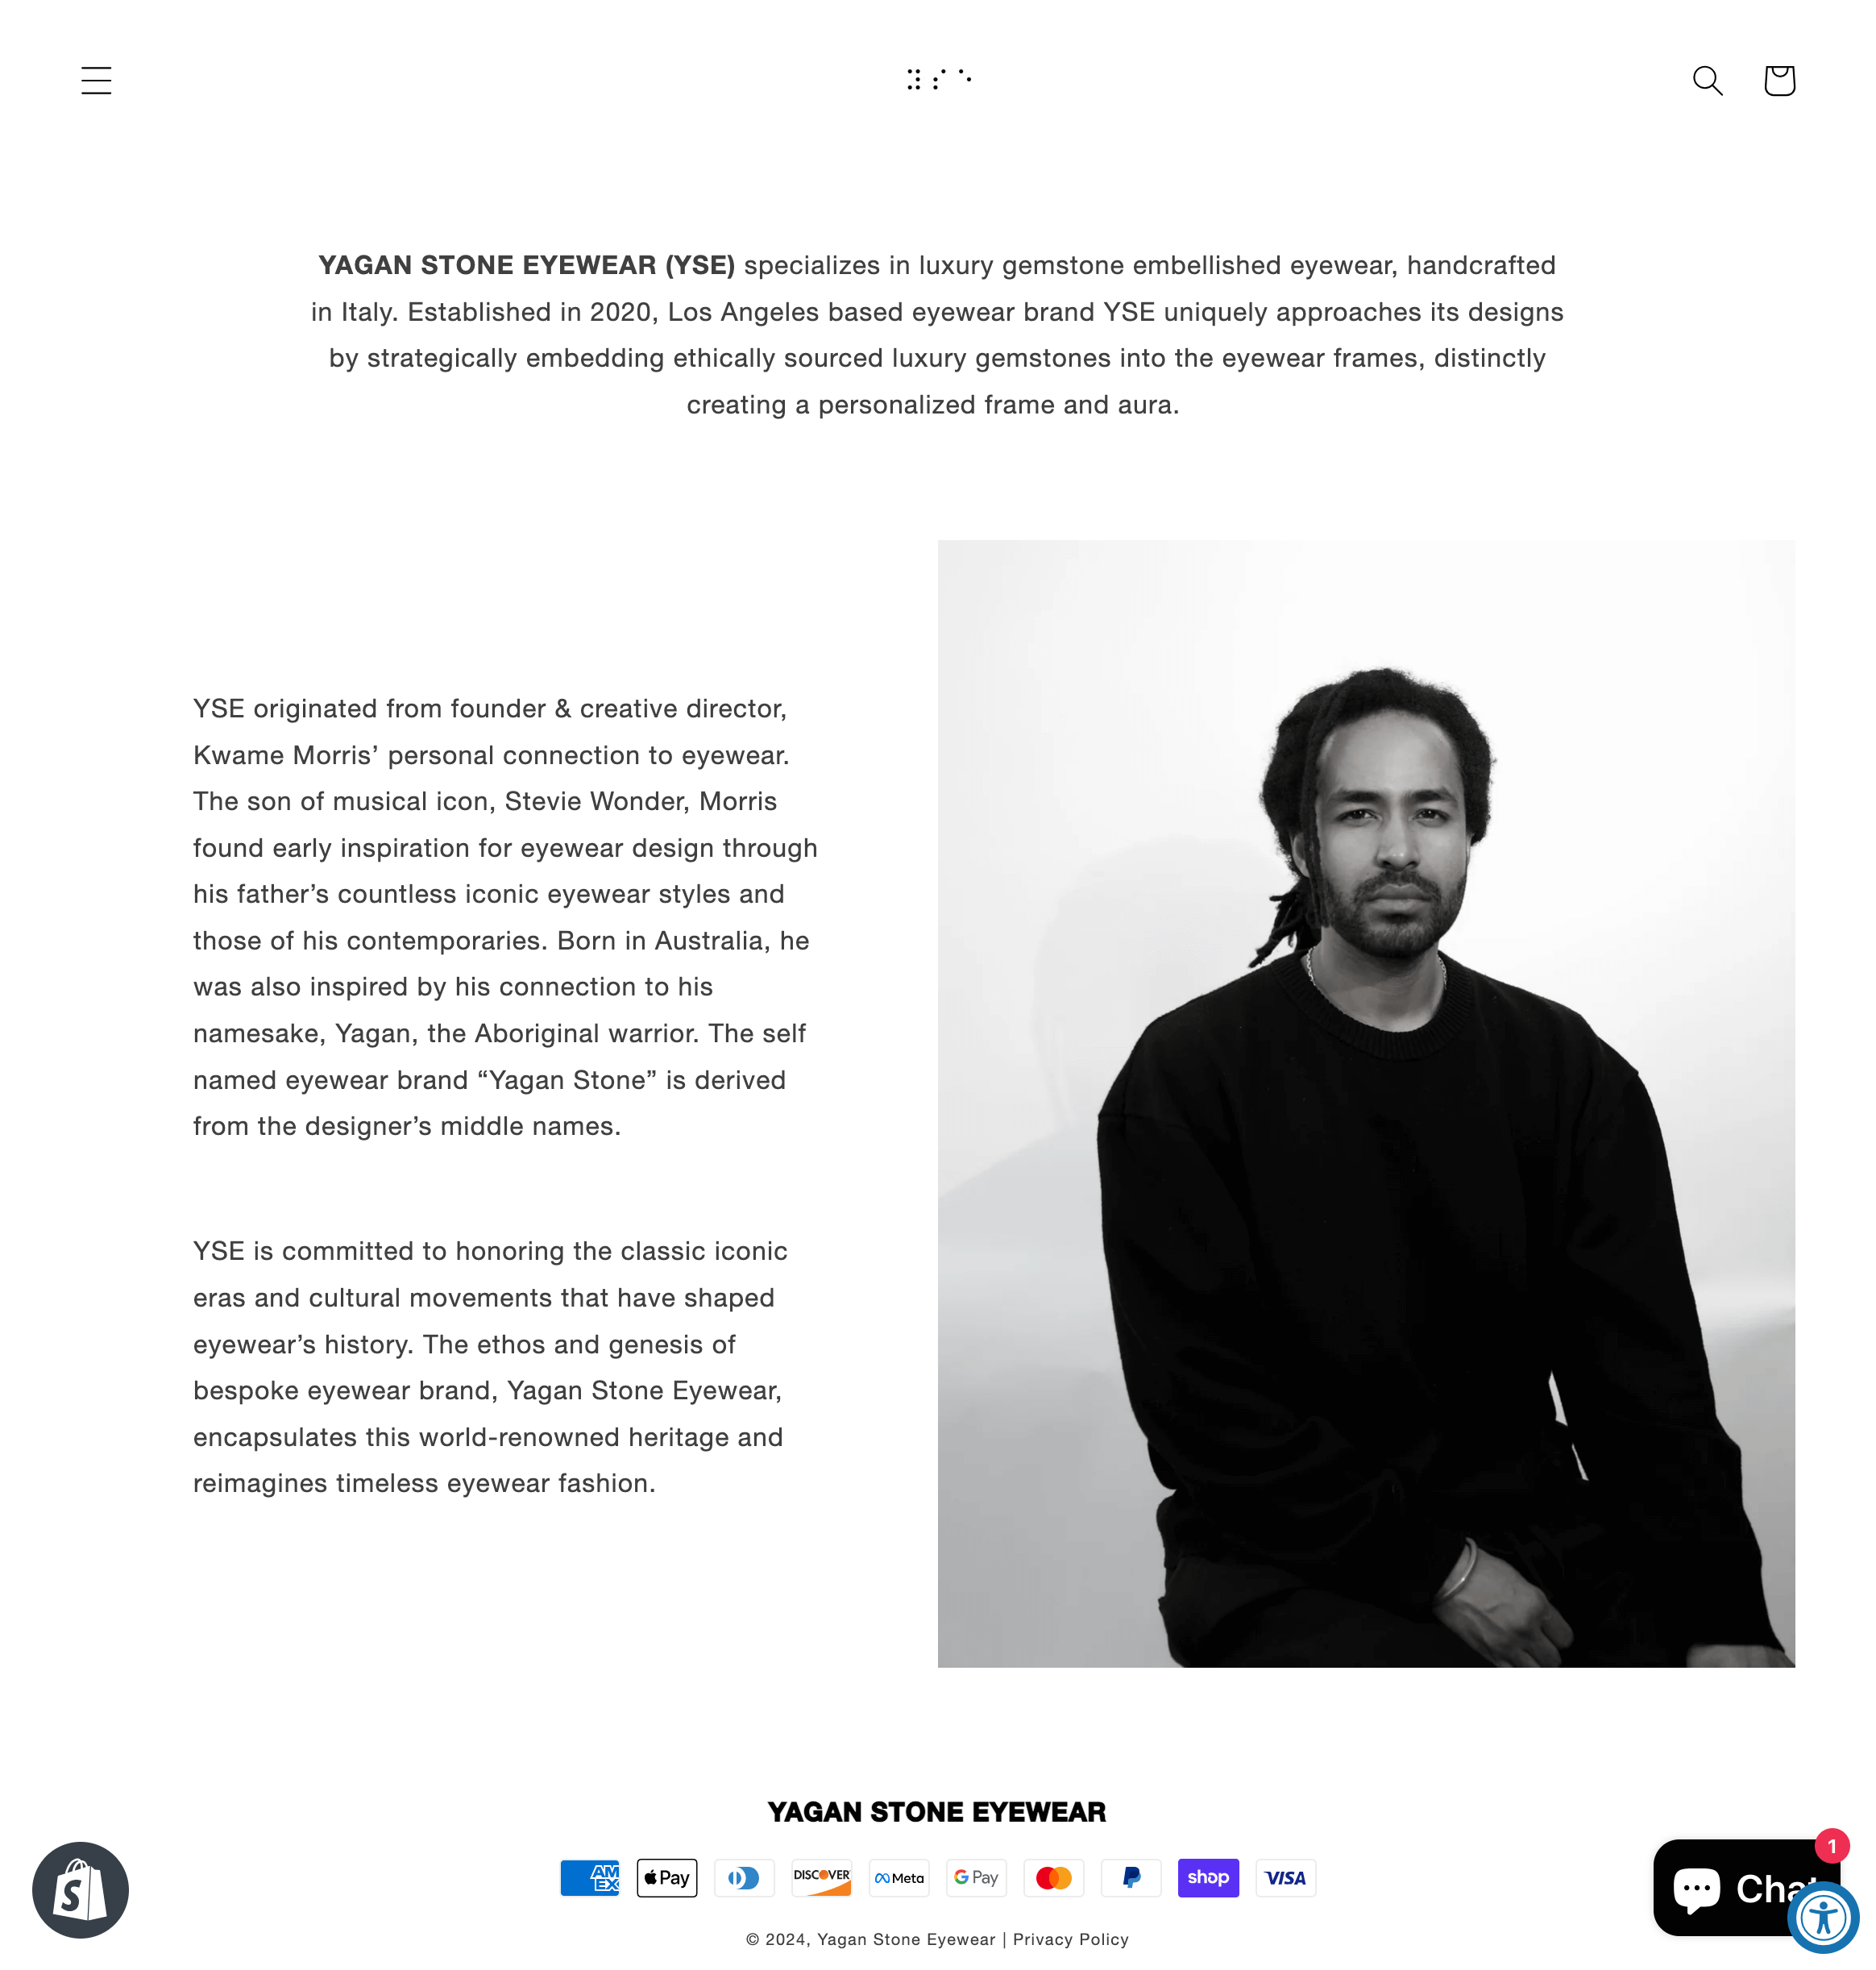 ⠽⠎⠑
YAGAN STONE EYEWEAR (YSE) specializes in luxury gemstone embellished eyewear, handcrafted
in Italy. Established in 2020, Los Angeles based eyewear brand YSE uniquely approaches its designs
by strategically embedding ethically sourced luxury gemstones into the eyewear frames, distinctly
creating a personalized frame and aura.
YSE originated from founder & creative director,
Kwame Morris’ personal connection to eyewear.
The son of musical icon, Stevie Wonder, Morris
found early inspiration for eyewear design through
his father’s countless iconic eyewear styles and
those of his contemporaries. Born in Australia, he
was also inspired by his connection to his
namesake, Yagan, the Aboriginal warrior. The self
named eyewear brand “Yagan Stone” is derived
from the designer’s middle names.
YSE is committed to honoring the classic iconic
eras and cultural movements that have shaped
eyewear’s history. The ethos and genesis of
bespoke eyewear brand, Yagan Stone Eyewear,
encapsulates this world-renowned heritage and
reimagines timeless eyewear fashion.
YAGAN STONE EYEWEAR
AMEX Pay DISCOVER Meta G Pay shop VISA
1
Chat
© 2024, Yagan Stone Eyewear | Privacy Policy